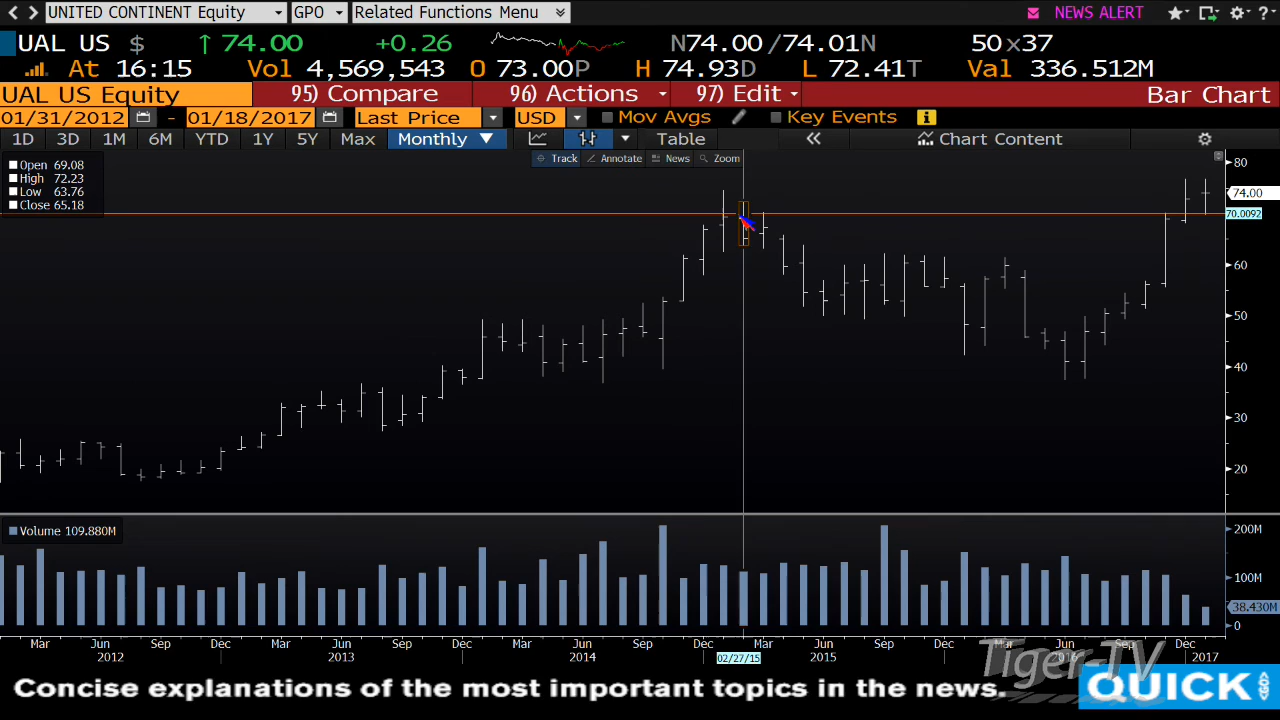 UNITED CONTINENT Equity GPO Related Functions Menu NEWS ALERT ?
UAL US $ ↑ 74.00 +0.26 N74.00 /74.01N 50 x37
At 16:15 Vol 4,569,543 O 73.00P H 74.93D L 72.41T Val 336.512M
UAL US Equity 95) Compare 96) Actions 97) Edit Bar Chart
01/31/2012 - 01/18/2017 Last Price USD Mov Avgs Key Events i
1D 3D 1M 6M YTD 1Y 5Y Max Monthly ▼ Table « Chart Content
Track Annotate News Zoom
Open 69.08
High 72.23
Low 63.76
Close 65.18
80
74.00
70.0092
60
50
40
30
20
Volume 109.880M
200M
100M
38.430M
0
Mar Jun Sep Dec Mar Jun Sep Dec Mar Jun Sep Dec Mar Jun Sep Dec Mar Jun Sep Dec
2012 2013 2014 02/27/15 2015 2016 2017
Tiger-TV
Concise explanations of the most important topics in the news.
QUICK